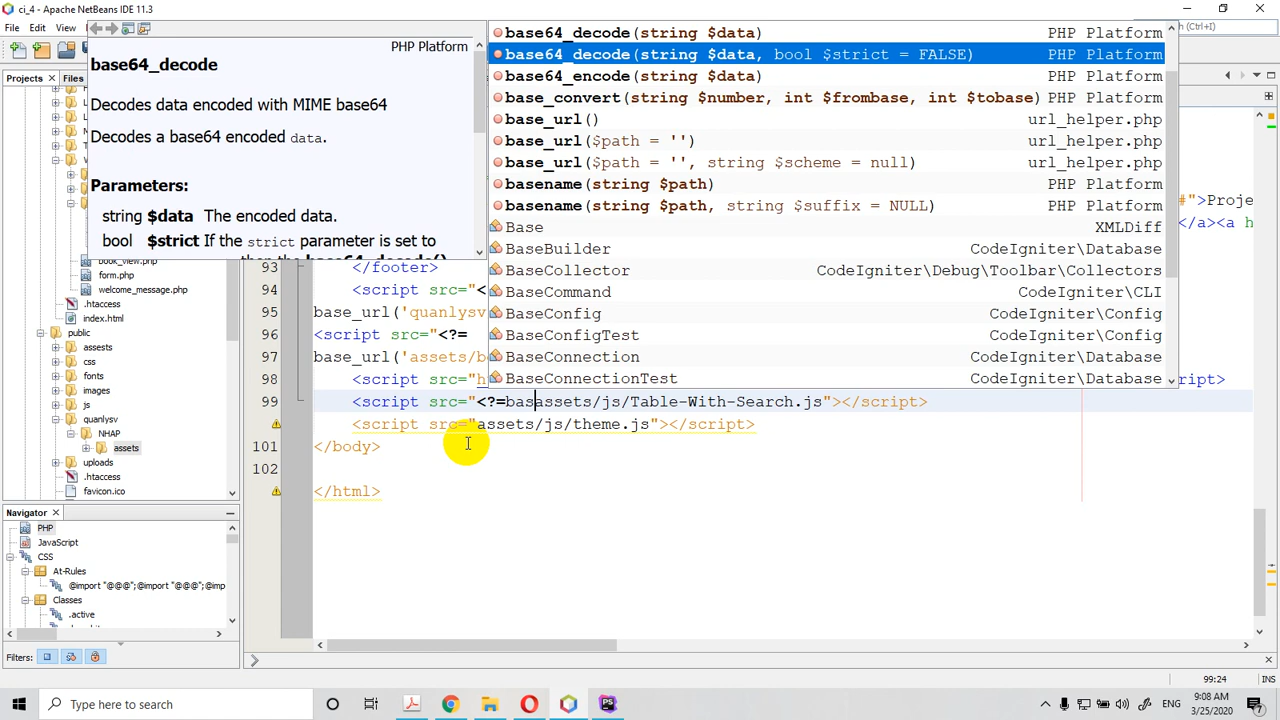 ci_4 - Apache NetBeans IDE 11.3
File Edit View
Search (Ctrl+I)
Projects
Files
book_view.php
form.php
welcome_message.php
.htaccess
index.html
public
assests
css
fonts
images
js
quanlysv
NHAP
assets
uploads
.htaccess
favicon.ico
PHP Platform
base64_decode
Decodes data encoded with MIME base64
Decodes a base64 encoded data.
Parameters:
string $data The encoded data.
bool $strict If the strict parameter is set to
base64_decode(string $data) PHP Platform
base64_decode(string $data, bool $strict = FALSE) PHP Platform
base64_encode(string $data) PHP Platform
base_convert(string $number, int $frombase, int $tobase) PHP Platform
base_url() url_helper.php
base_url($path = '') url_helper.php
base_url($path = '', string $scheme = null) url_helper.php
basename(string $path) PHP Platform
basename(string $path, string $suffix = NULL) PHP Platform
Base XMLDiff
BaseBuilder CodeIgniter\Database
BaseCollector CodeIgniter\Debug\Toolbar\Collectors
BaseCommand CodeIgniter\CLI
BaseConfig CodeIgniter\Config
BaseConfigTest CodeIgniter\Config
BaseConnection CodeIgniter\Database
BaseConnectionTest CodeIgniter\Database
#">Proje
</a><a h
93 </footer>
94 <script src="<
95 base_url('quanlysv
96 <script src="<?=
97 base_url('assets/b
98 <script src="h cript>
99 <script src="<?=basassets/js/Table-With-Search.js"></script>
<script src="assets/js/theme.js"></script>
101 </body>
102
</html>
Navigator
PHP
JavaScript
CSS
At-Rules
@import "@@@";@import "@@@";@imp
Classes
.active
.badge-counter
Filters:
99:24 INS
Type here to search
ENG
9:08 AM
3/25/2020
7